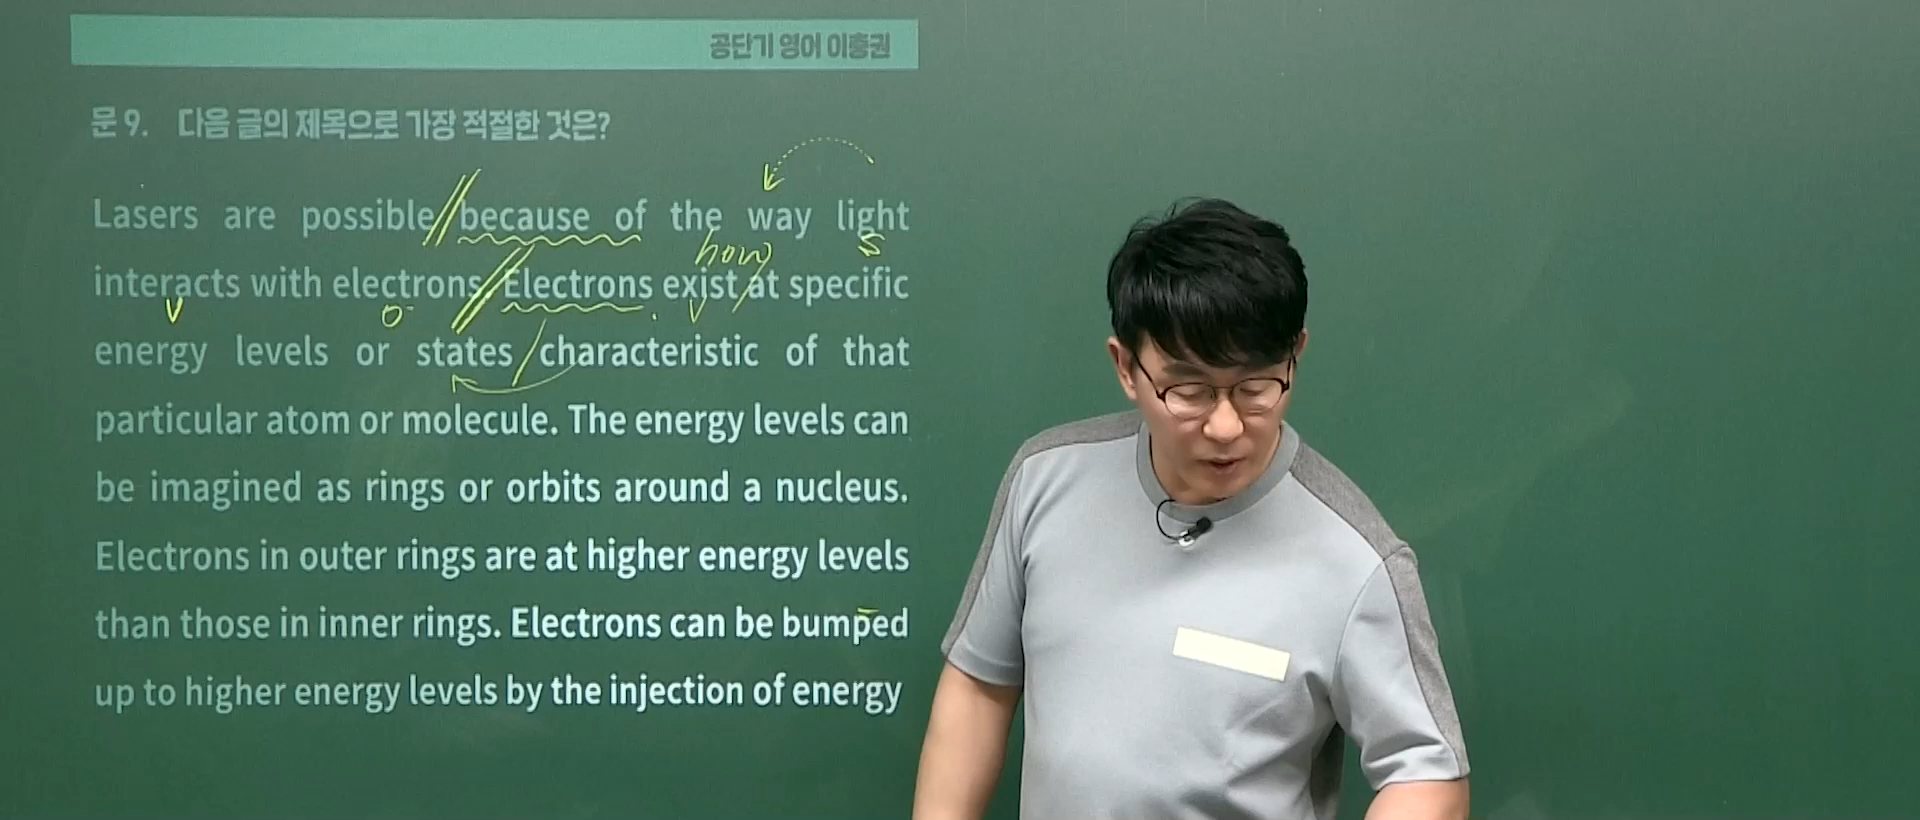 공단기 영어 이충권
문 9. 다음 글의 제목으로 가장 적절한 것은?
Lasers are possible because of the way light
how
S
interacts with electrons. Electrons exist at specific
V O V
energy levels or states characteristic of that
particular atom or molecule. The energy levels can
be imagined as rings or orbits around a nucleus.
Electrons in outer rings are at higher energy levels
than those in inner rings. Electrons can be bumped
up to higher energy levels by the injection of energy